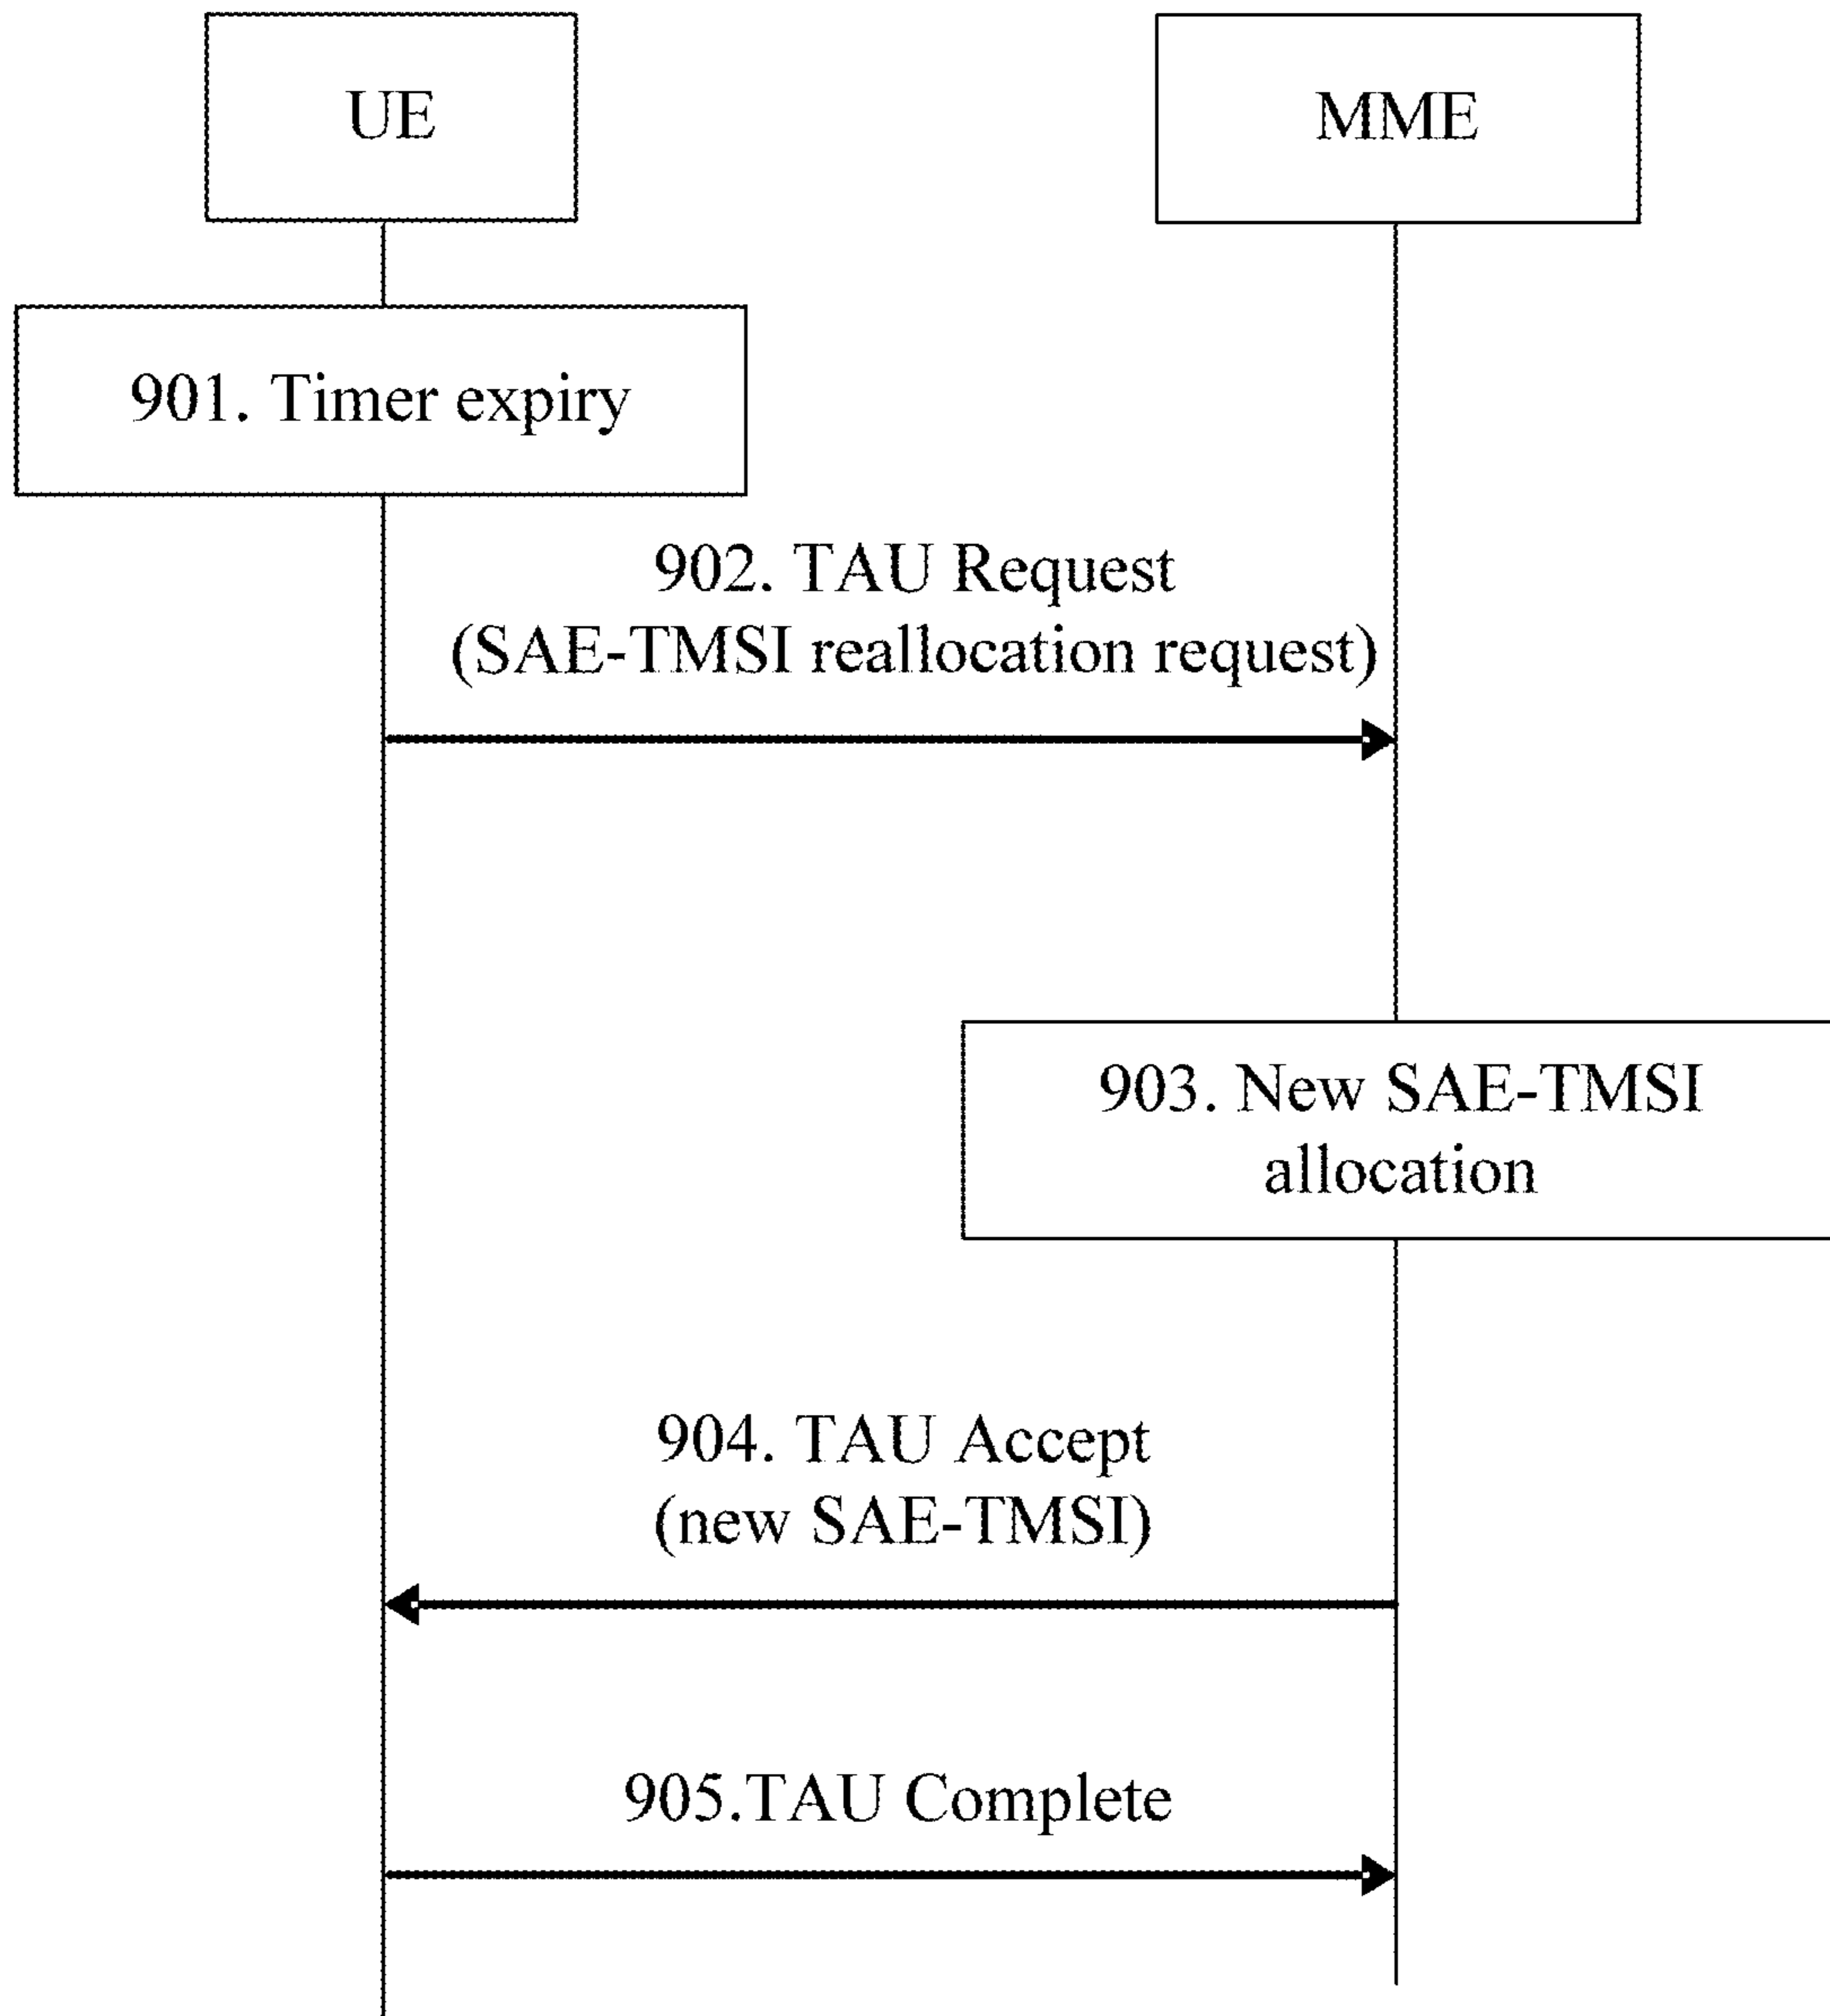 UE
MME
901. Timer expiry
902. TAU Request
(SAE-TMSI reallocation request)
903. New SAE-TMSI
allocation
904. TAU Accept
(new SAE-TMSI)
905.TAU Complete